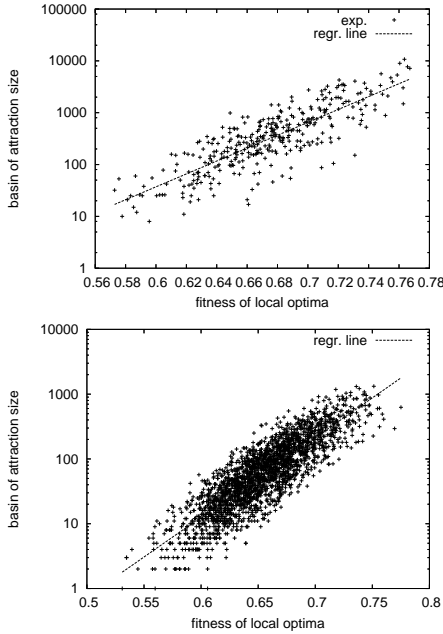 100000
exp.
regr. line
10000
1000
100
10
1
basin of attraction size
0.56 0.58 0.6 0.62 0.64 0.66 0.68 0.7 0.72 0.74 0.76 0.78
fitness of local optima
10000
regr. line
1000
100
10
1
basin of attraction size
0.5 0.55 0.6 0.65 0.7 0.75 0.8
fitness of local optima